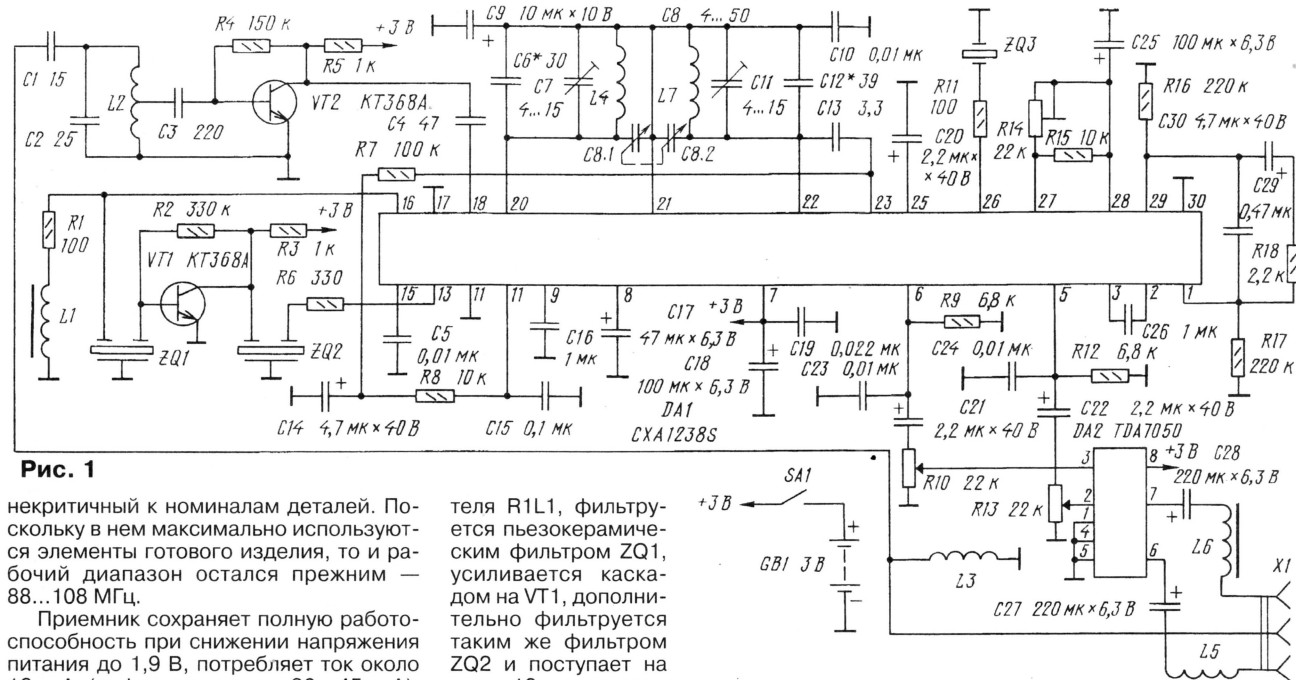 C9 10 мк × 10 В
C8 4...50
R4 150 к
+3 В
R5 1 к
C1 15
L2
VT2 КТ368А
C2 25
C3 220
C4 47
C6* 30
C7
4...15
L4
L7
C11
4...15
C10 0,01 мк
C12* 39
C13 3,3
ZQ3
R11
100
C20
2,2 мк ×
× 40 В
C25 100 мк × 6,3 В
R14
22 к
R15 10 к
R16 220 к
C30 4,7 мк × 40 В
C29
0,47 мк
R18
2,2 к
R7 100 к
C8.1
C8.2
16 17 18 20 21 22 23 25 26 27 28 29 30
R1
100
R2 330 к
+3 В
R3 1 к
VT1 КТ368А
R6 330
L1
ZQ1
ZQ2
15 13 11 11 9 8 7 6 5 3 2 1
C5
0,01 мк
R8 10 к
C14 4,7 мк × 40 В
C15 0,1 мк
C16
1 мк
C17
47 мк × 6,3 В
+3 В
C18
100 мк × 6,3 В
DA1
CXA1238S
C19
0,022 мк
C23 0,01 мк
R9 6,8 к
C24 0,01 мк
C26 1 мк
R12
6,8 к
R17
220 к
C21
2,2 мк × 40 В
C22 2,2 мк × 40 В
DA2 TDA7050
R10 22 к
R13 22 к
3
2
1
4
5
8
7
6
+3 В
C28
220 мк × 6,3 В
L6
X1
SA1
+3 В
GB1 3 В
L3
C27 220 мк × 6,3 В
L5
Рис. 1
некритичный к номиналам деталей. По-
скольку в нем максимально используют-
ся элементы готового изделия, то и ра-
бочий диапазон остался прежним —
88...108 МГц.
Приемник сохраняет полную работо-
способность при снижении напряжения
питания до 1,9 В, потребляет ток около
теля R1L1, фильтру-
ется пьезокерамиче-
ским фильтром ZQ1,
усиливается каска-
дом на VT1, дополни-
тельно фильтруется
таким же фильтром
ZQ2 и поступает на